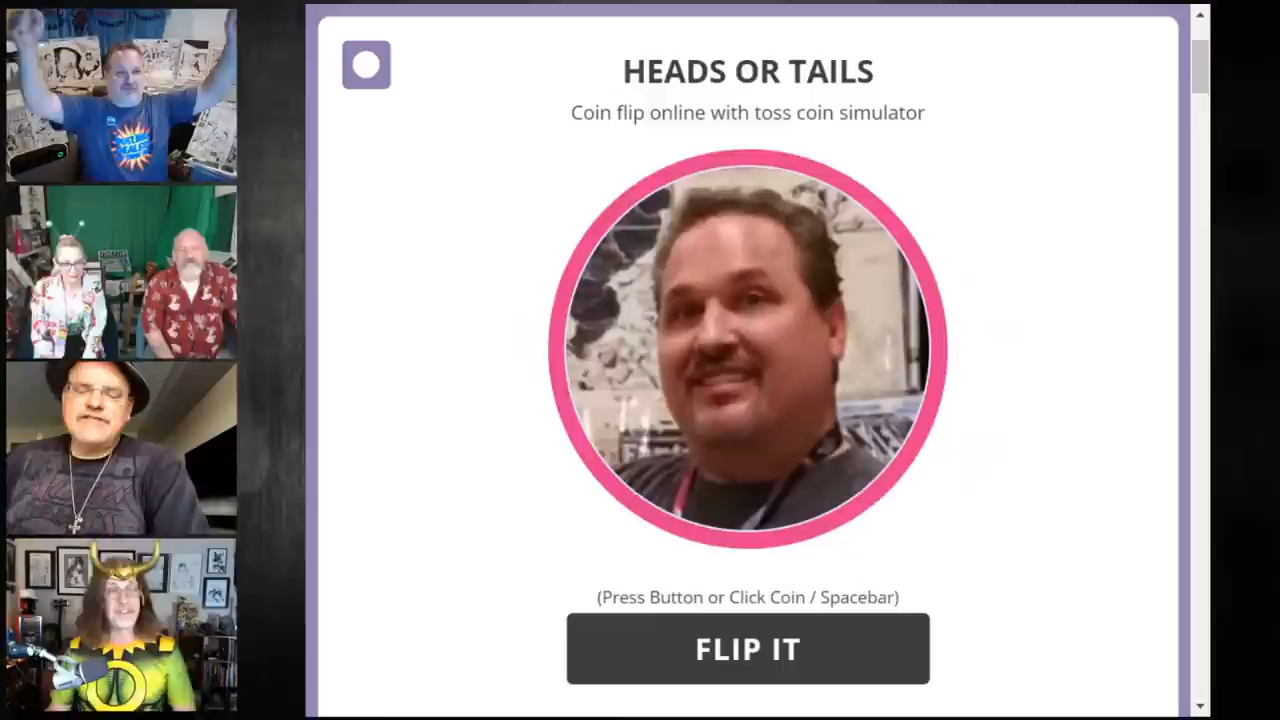 HEADS OR TAILS
Coin flip online with toss coin simulator
(Press Button or Click Coin / Spacebar)
FLIP IT